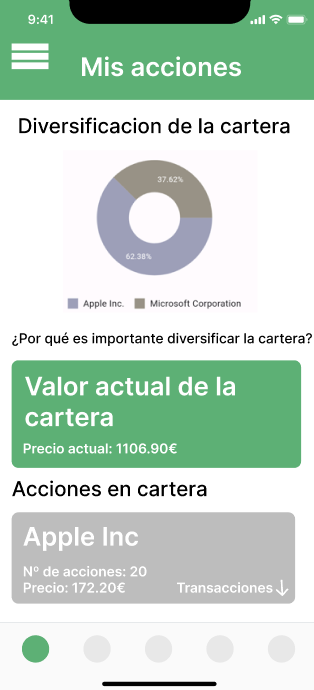 9:41
Mis acciones
Diversificacion de la cartera
37.62%
62.38%
Apple Inc. Microsoft Corporation
¿Por qué es importante diversificar la cartera?
Valor actual de la
cartera
Precio actual: 1106.90€
Acciones en cartera
Apple Inc
Nº de acciones: 20
Precio: 172.20€ Transacciones